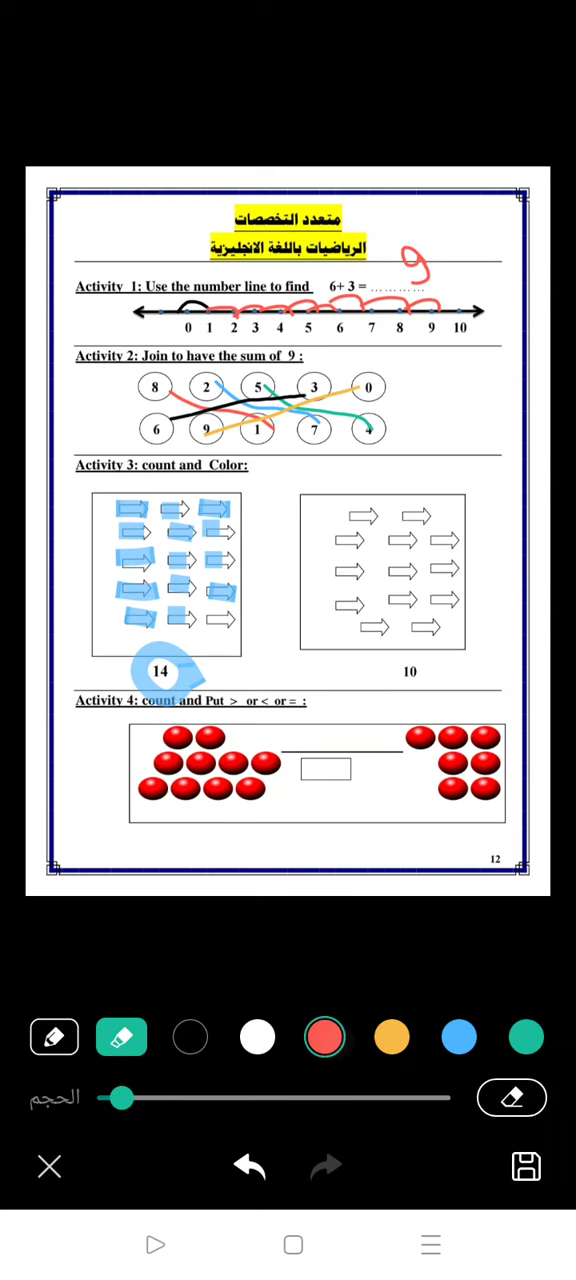 متعدد التخصصات
الرياضيات باللغة الانجليزية
Activity 1: Use the number line to find 6+ 3 = ………… 9
0 1 2 3 4 5 6 7 8 9 10
Activity 2: Join to have the sum of 9 :
8 2 5 3 0
6 9 1 7 4
Activity 3: count and Color:
14 10
Activity 4: count and Put > or < or = :
12
الحجم